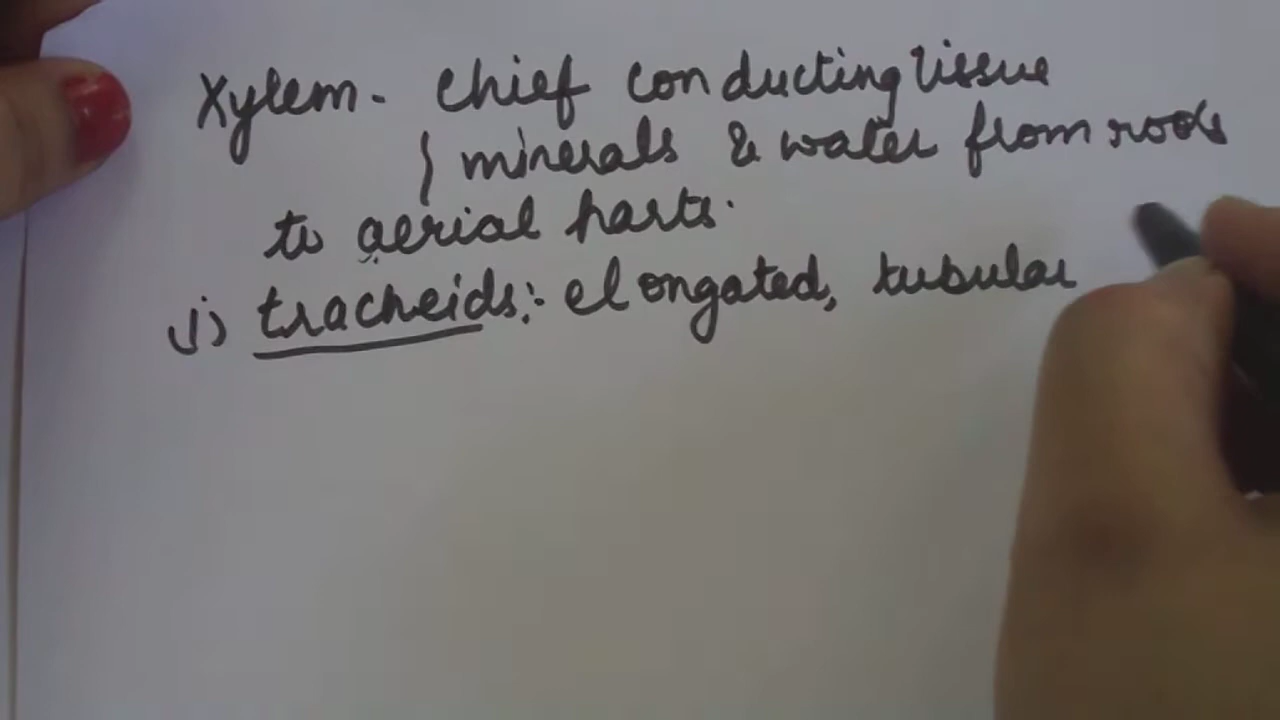 Xylem - Chief conducting tissue
} minerals & water from roots
to aerial parts.
(i) tracheids:- elongated, tubular